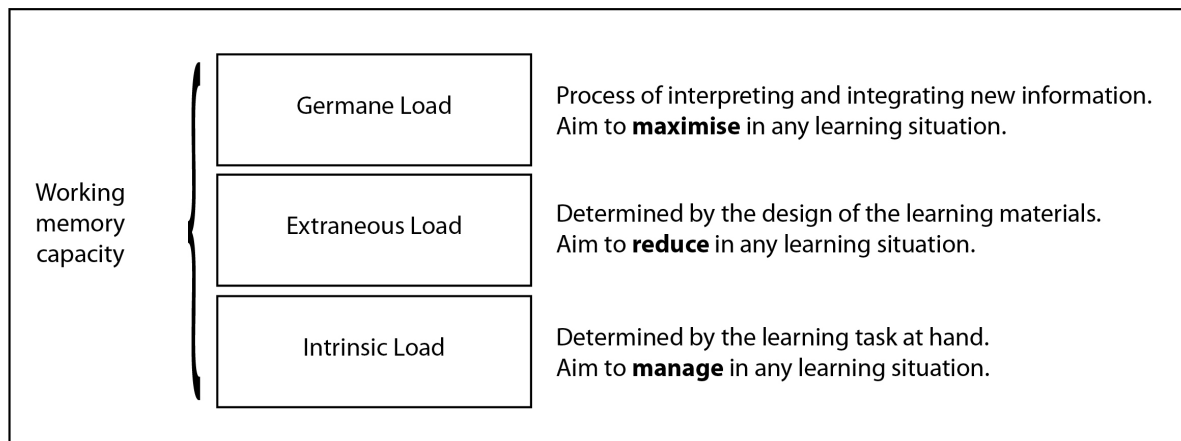 Germane Load
Process of interpreting and integrating new information.
Aim to maximise in any learning situation.
Working
memory
capacity
Extraneous Load
Determined by the design of the learning materials.
Aim to reduce in any learning situation.
Intrinsic Load
Determined by the learning task at hand.
Aim to manage in any learning situation.